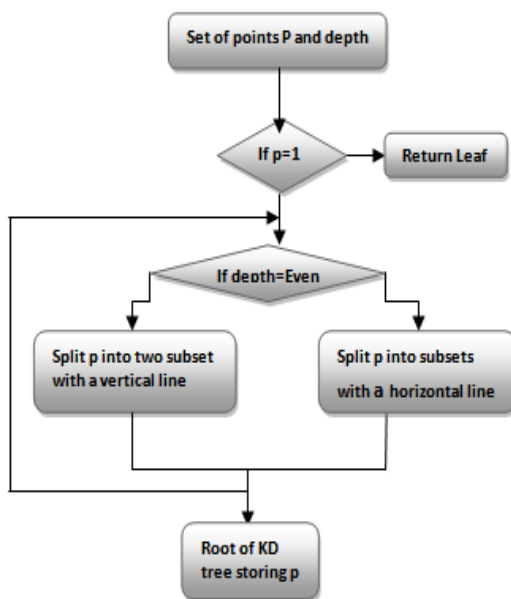 Set of points P and depth
If p=1
Return Leaf
If depth=Even
Split p into two subset
with a vertical line
Split p into subsets
with a horizontal line
Root of KD
tree storing p